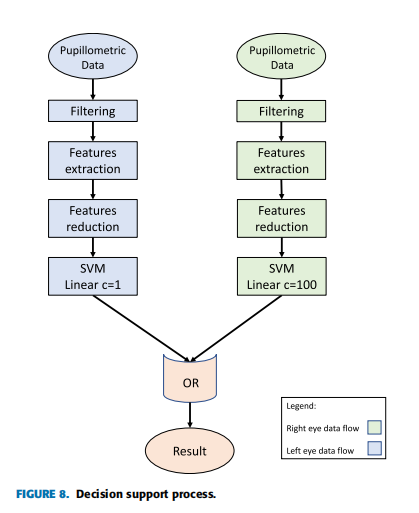 Pupillometric
Data
Filtering
Features
extraction
Features
reduction
SVM
Linear c=1
Pupillometric
Data
Filtering
Features
extraction
Features
reduction
SVM
Linear c=100
OR
Result
Legend:
Right eye data flow
Left eye data flow
FIGURE 8. Decision support process.